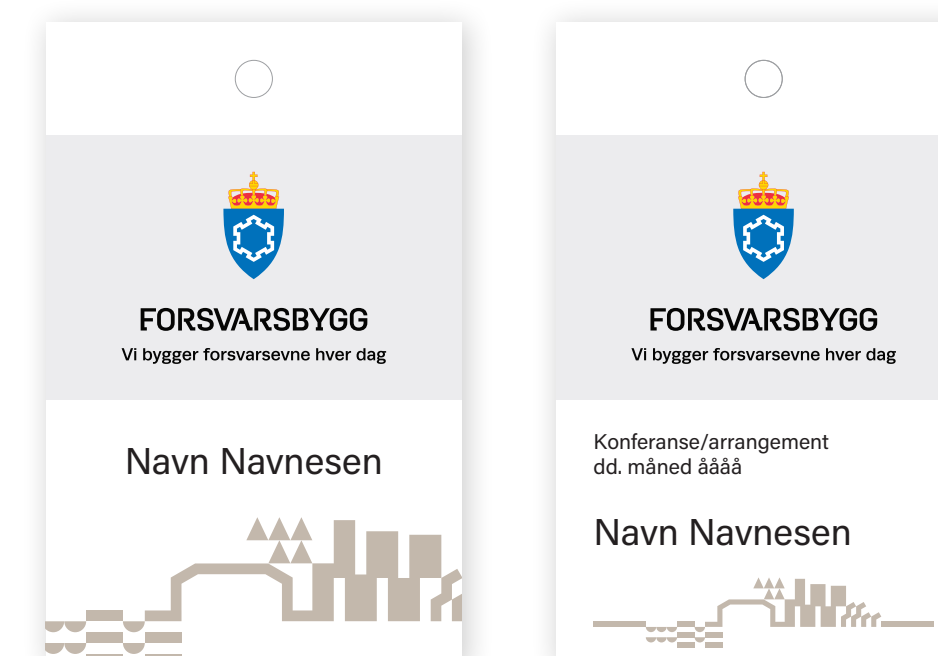 FORSVARSBYGG
Vi bygger forsvarsevne hver dag
Navn Navnesen
FORSVARSBYGG
Vi bygger forsvarsevne hver dag
Konferanse/arrangement
dd. måned åååå
Navn Navnesen